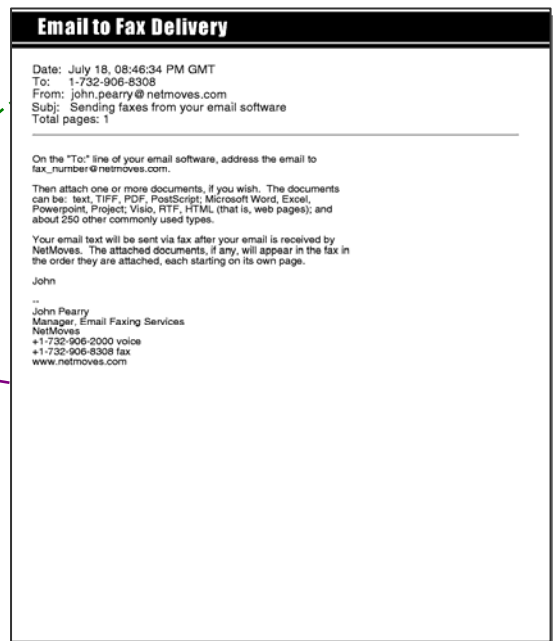 Email to Fax Delivery
Date: July 18, 08:46:34 PM GMT
To: 1-732-906-8308
From: john.pearry@netmoves.com
Subj: Sending faxes from your email software
Total pages: 1
On the "To:" line of your email software, address the email to
fax_number@netmoves.com.
Then attach one or more documents, if you wish. The documents
can be: text, TIFF, PDF, PostScript; Microsoft Word, Excel,
Powerpoint, Project; Visio, RTF, HTML (that is, web pages); and
about 250 other commonly used types.
Your email text will be sent via fax after your email is received by
NetMoves. The attached documents, if any, will appear in the fax in
the order they are attached, each starting on its own page.
John
--
John Pearry
Manager, Email Faxing Services
NetMoves
+1-732-906-2000 voice
+1-732-906-8308 fax
www.netmoves.com